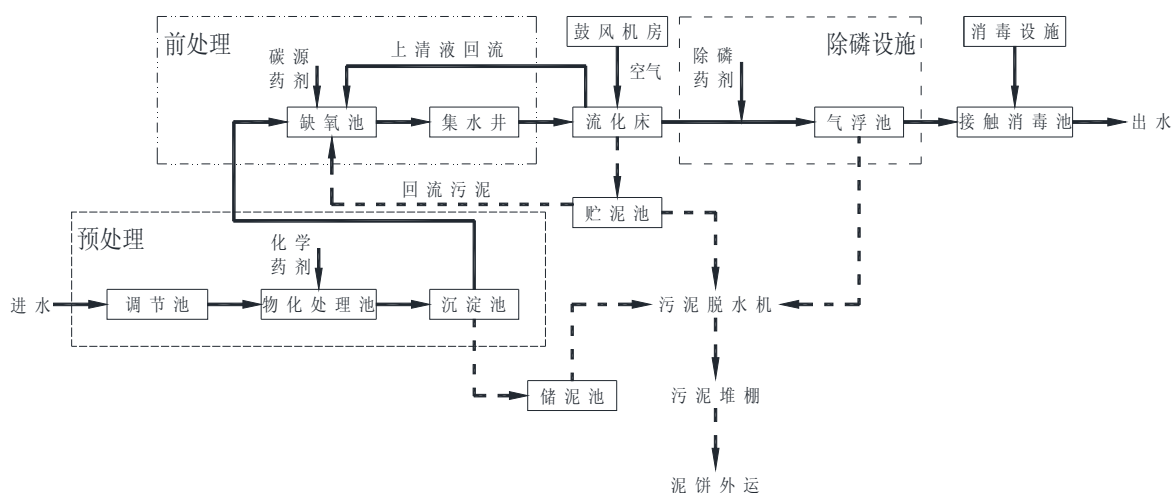 前处理
碳源
药剂
上清液回流
缺氧池
集水井
鼓风机房
空气
流化床
除磷设施
除磷
药剂
气浮池
消毒设施
接触消毒池
出水
回流污泥
贮泥池
预处理
化学
药剂
进水
调节池
物化处理池
沉淀池
污泥脱水机
储泥池
污泥堆棚
泥饼外运